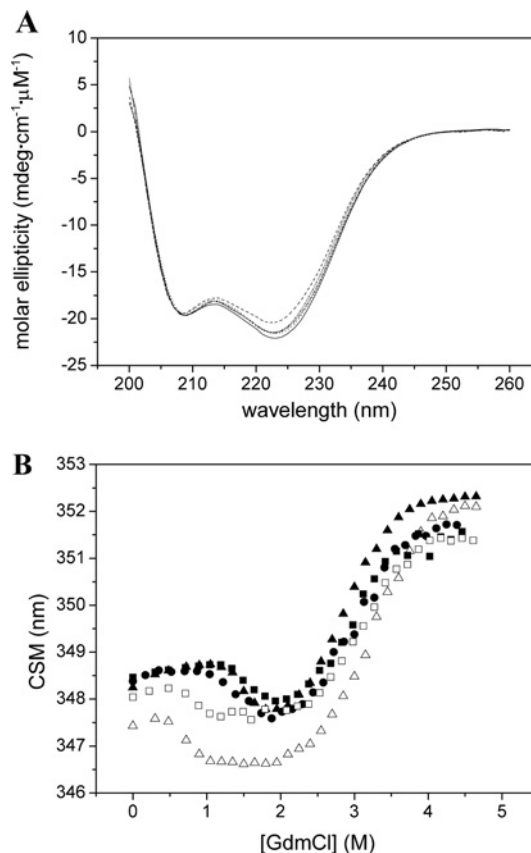 A
10
5
0
-5
-10
-15
-20
-25
molar ellipticity (mdeg·cm⁻¹·μM⁻¹)
200 210 220 230 240 250 260
wavelength (nm)
B
353
352
351
350
349
348
347
346
CSM (nm)
0 1 2 3 4 5
[GdmCl] (M)